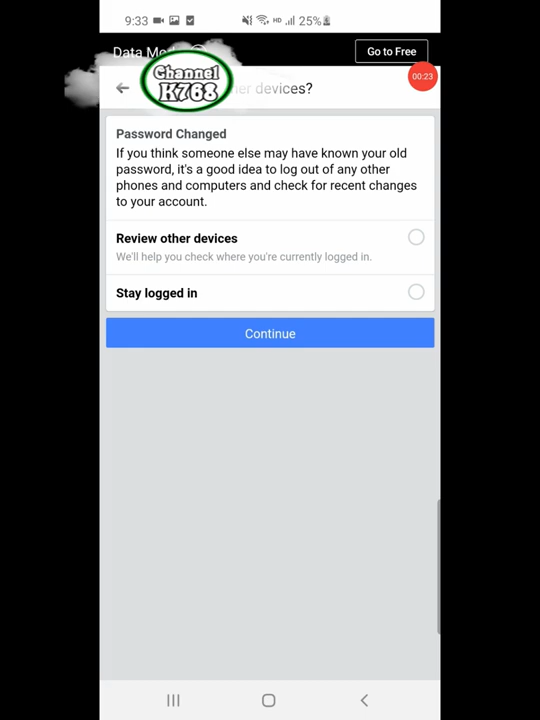 9:33 HD 25%
Data Mo Go to Free
Channel
K768
00:23
er devices?
Password Changed
If you think someone else may have known your old
password, it's a good idea to log out of any other
phones and computers and check for recent changes
to your account.
Review other devices
We'll help you check where you're currently logged in.
Stay logged in
Continue